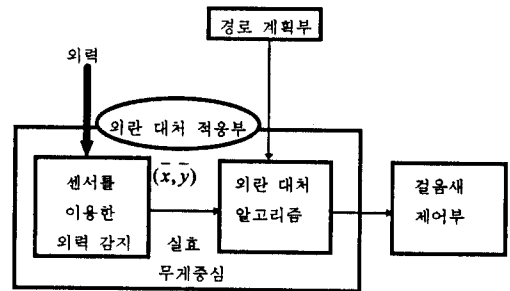 경로 계획부
외력
외란 대처 적응부
센서를
이용한
외력 감지
(x̄, ȳ)
실효
무게중심
외란 대처
알고리즘
걸음새
제어부